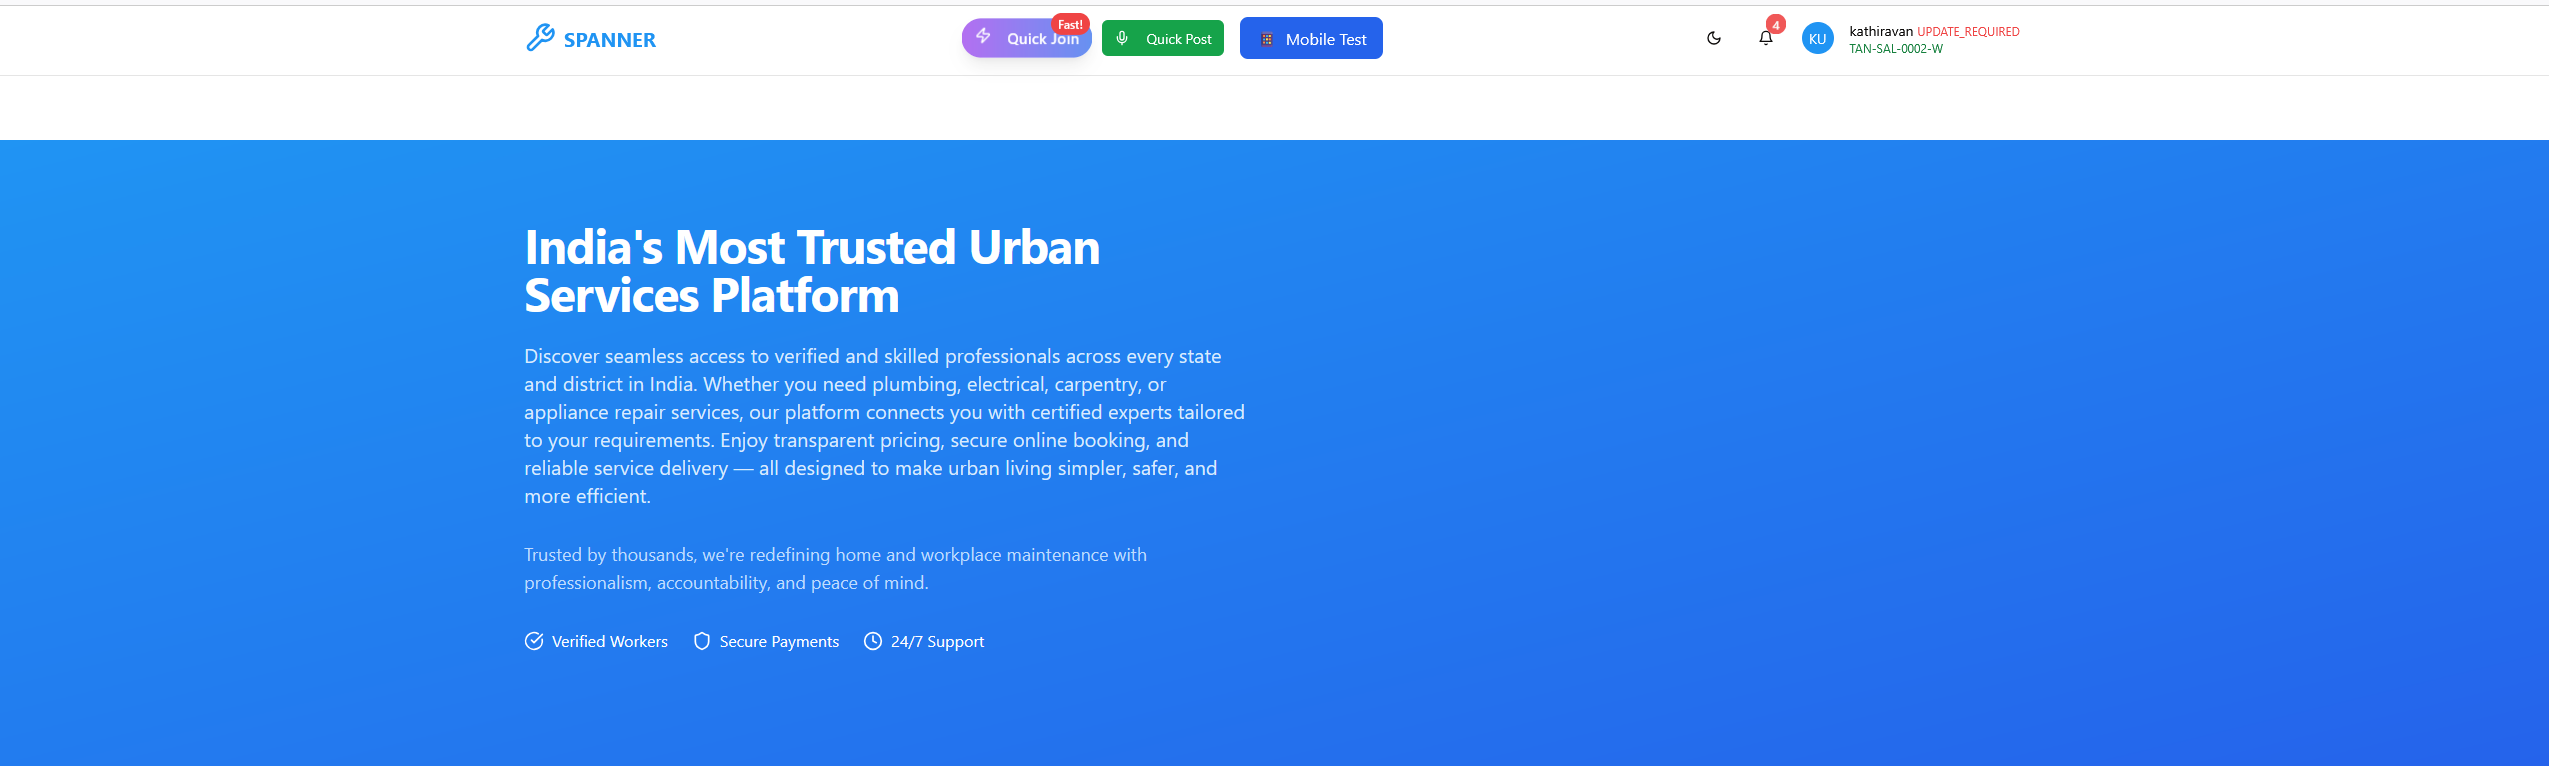 SPANNER
Quick Join
Fast!
Quick Post
Mobile Test
4
KU
kathiravan UPDATE_REQUIRED
TAN-SAL-0002-W
India's Most Trusted Urban
Services Platform
Discover seamless access to verified and skilled professionals across every state
and district in India. Whether you need plumbing, electrical, carpentry, or
appliance repair services, our platform connects you with certified experts tailored
to your requirements. Enjoy transparent pricing, secure online booking, and
reliable service delivery — all designed to make urban living simpler, safer, and
more efficient.
Trusted by thousands, we're redefining home and workplace maintenance with
professionalism, accountability, and peace of mind.
Verified Workers
Secure Payments
24/7 Support